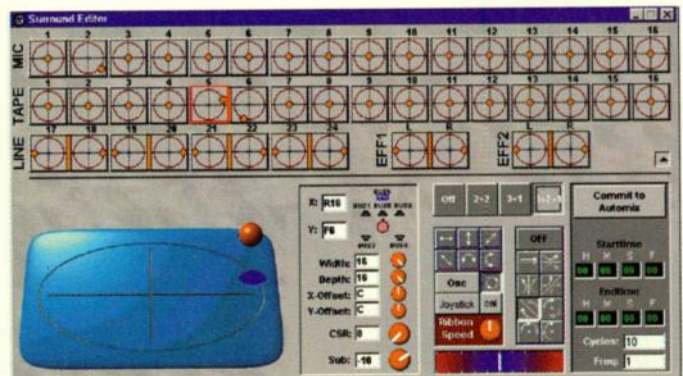 Surround Editor
1 2 3 4 5 6 7 8 9 10 11 12 13 14 15 16
MIC
1 2 3 4 5 6 7 8 9 10 11 12 13 14 15 16
TAPE
17 18 19 20 21 22 23 24
LINE
EFF1 L R
EFF2 L R
X: R16
Y: F6
Width: 16
Depth: 16
X-Offset: C
Y-Offset: C
CSR: 0
Sub: -16
Off 2-2 3-1
Off
One
Joystick
Ribbon
Speed
Commit to
Automix
Starttime
H M S F
00 00 00 00
Endtime
H M S F
00 00 00 00
Cycles: 10
Freq: 1